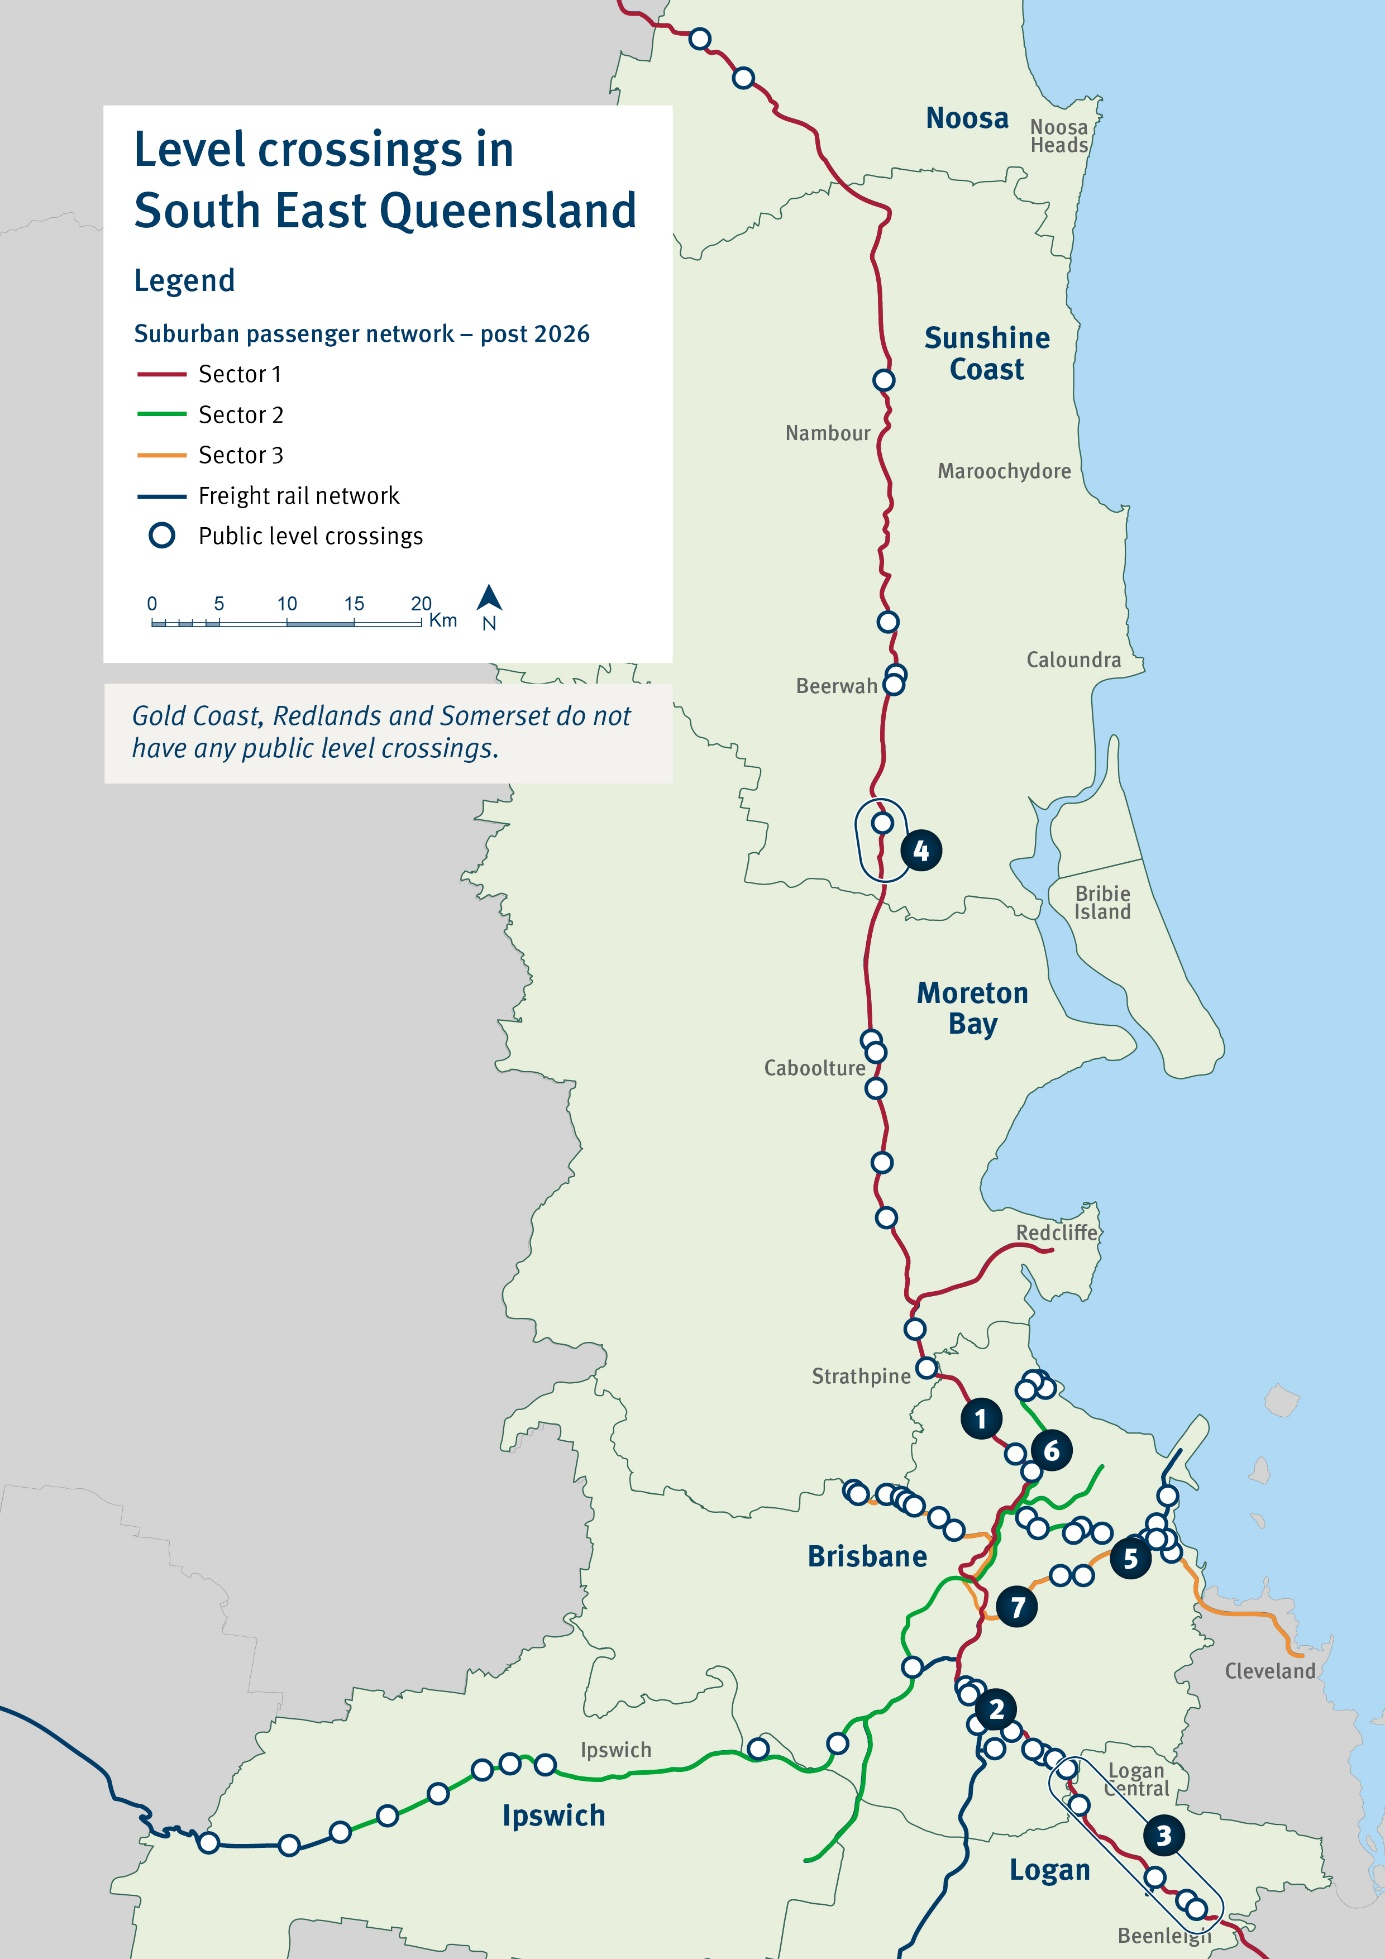 Level crossings in
South East Queensland
Legend
Suburban passenger network – post 2026
Sector 1
Sector 2
Sector 3
Freight rail network
Public level crossings
0 5 10 15 20 Km
N
Gold Coast, Redlands and Somerset do not
have any public level crossings.
Noosa
Noosa
Heads
Sunshine
Coast
Nambour
Maroochydore
Caloundra
Beerwah
4
Bribie
Island
Moreton
Bay
Caboolture
Redcliffe
Strathpine
1
6
Brisbane
5
7
Cleveland
2
Ipswich
Logan
Central
Ipswich
3
Logan
Beenleigh